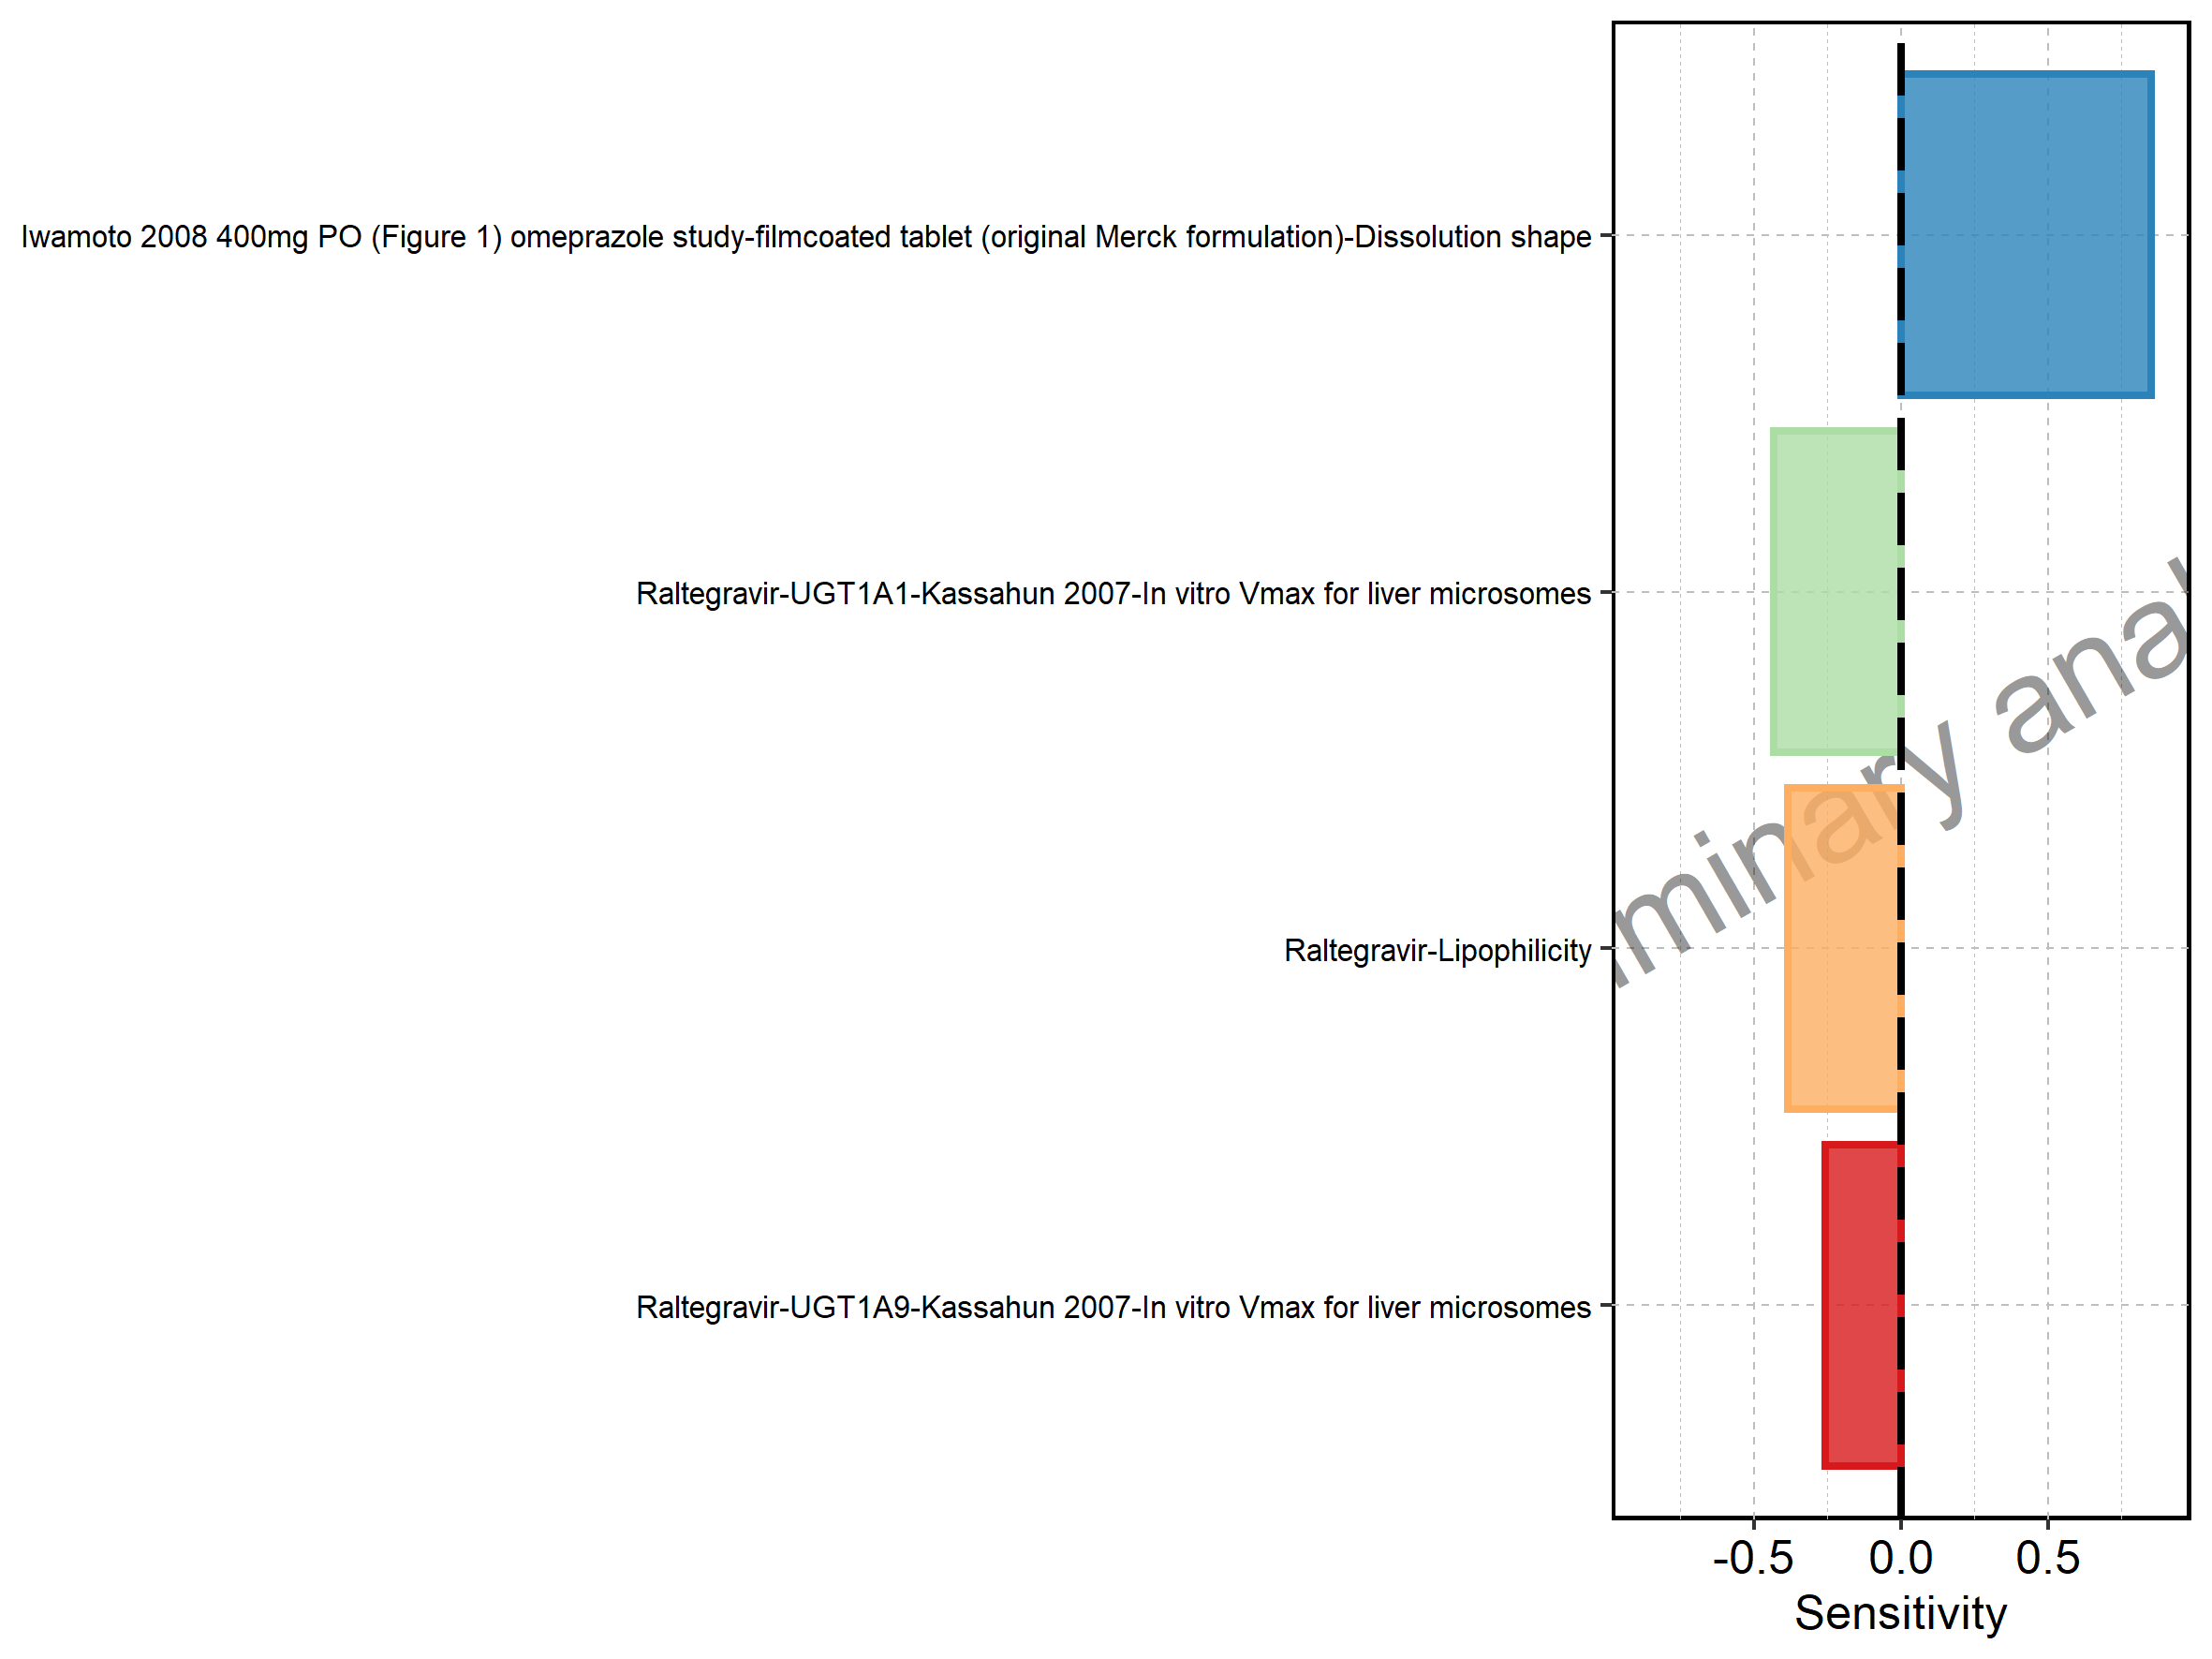 Iwamoto 2008 400mg PO (Figure 1) omeprazole study-filmcoated tablet (original Merck formulation)-Dissolution shape
Raltegravir-UGT1A1-Kassahun 2007-In vitro Vmax for liver microsomes
Raltegravir-Lipophilicity
Raltegravir-UGT1A9-Kassahun 2007-In vitro Vmax for liver microsomes
minary ana
-0.5 0.0 0.5
Sensitivity